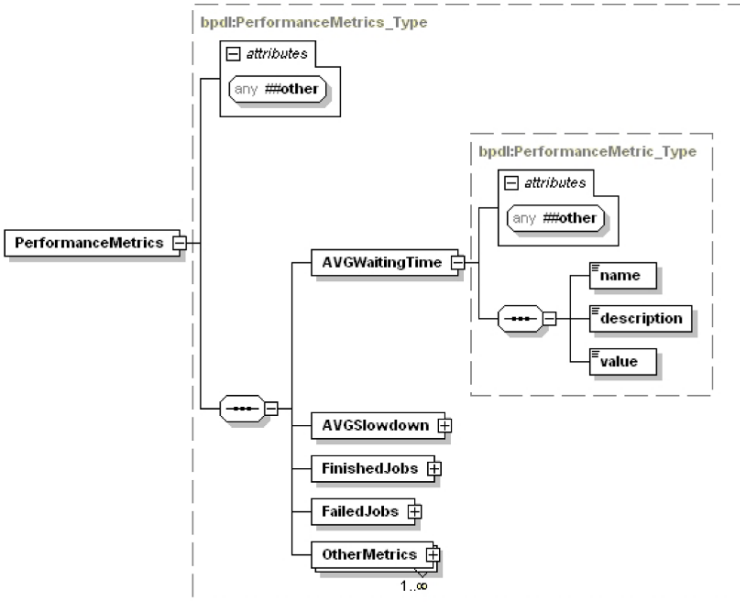 bpdl:PerformanceMetrics_Type
attributes
any ##other
bpdl:PerformanceMetric_Type
attributes
any ##other
PerformanceMetrics
AVGWaitingTime
name
description
value
AVGSlowdown
FinishedJobs
FailedJobs
OtherMetrics
1..∞